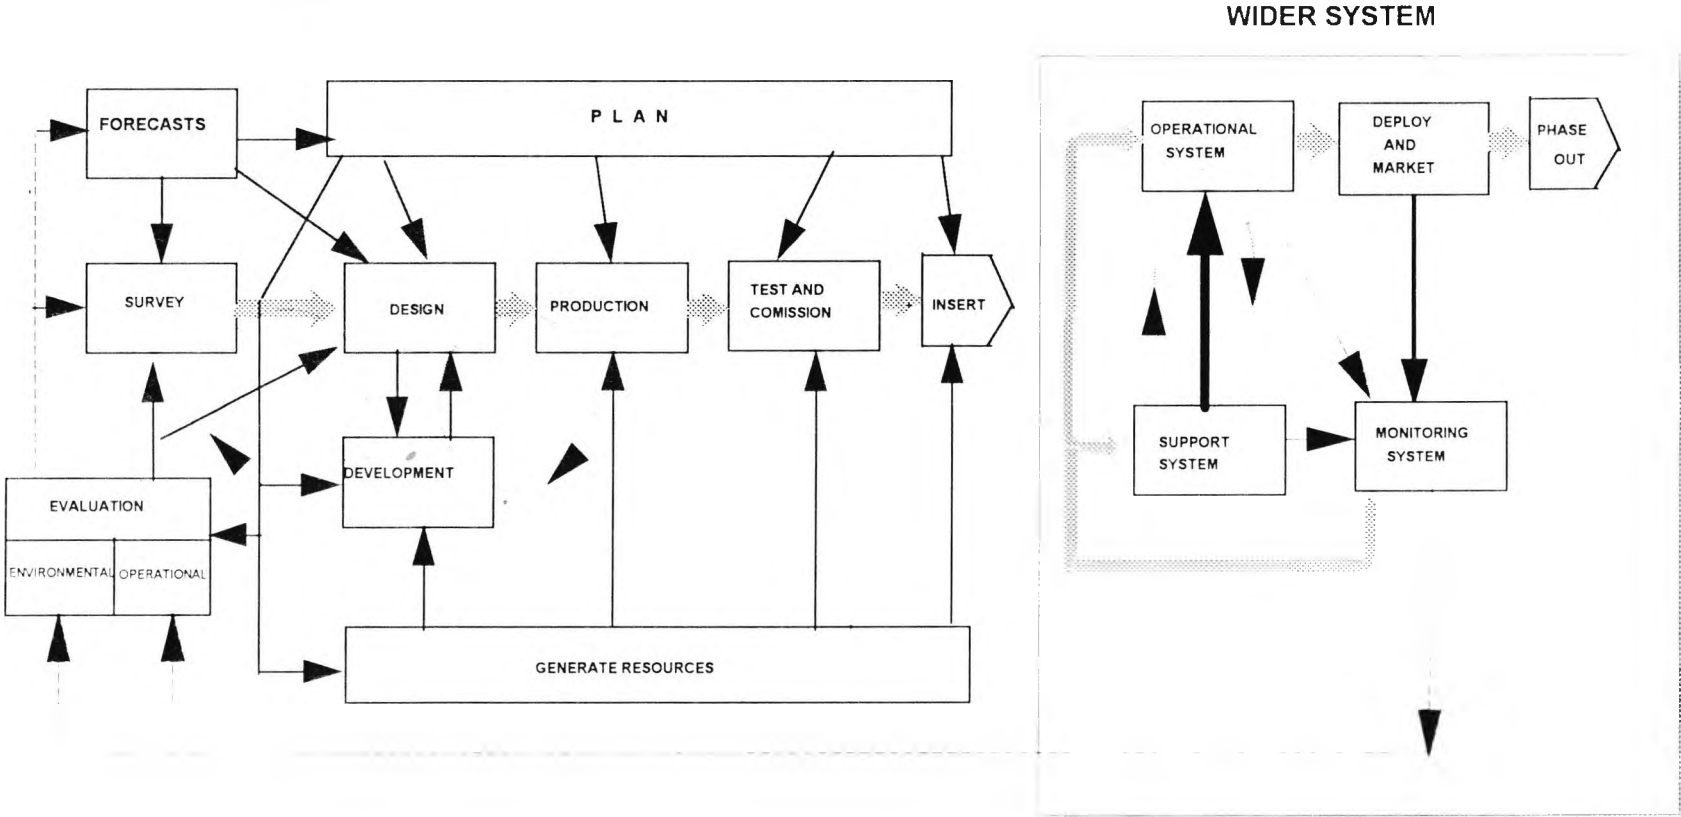 WIDER SYSTEM
FORECASTS
P L A N
SURVEY
DESIGN
PRODUCTION
TEST AND
COMISSION
INSERT
DEVELOPMENT
EVALUATION
ENVIRONMENTAL
OPERATIONAL
GENERATE RESOURCES
OPERATIONAL
SYSTEM
DEPLOY
AND
MARKET
PHASE
OUT
SUPPORT
SYSTEM
MONITORING
SYSTEM